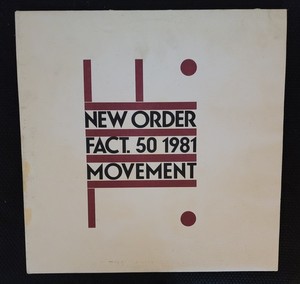 NEW ORDER
FACT. 50 1981
MOVEMENT